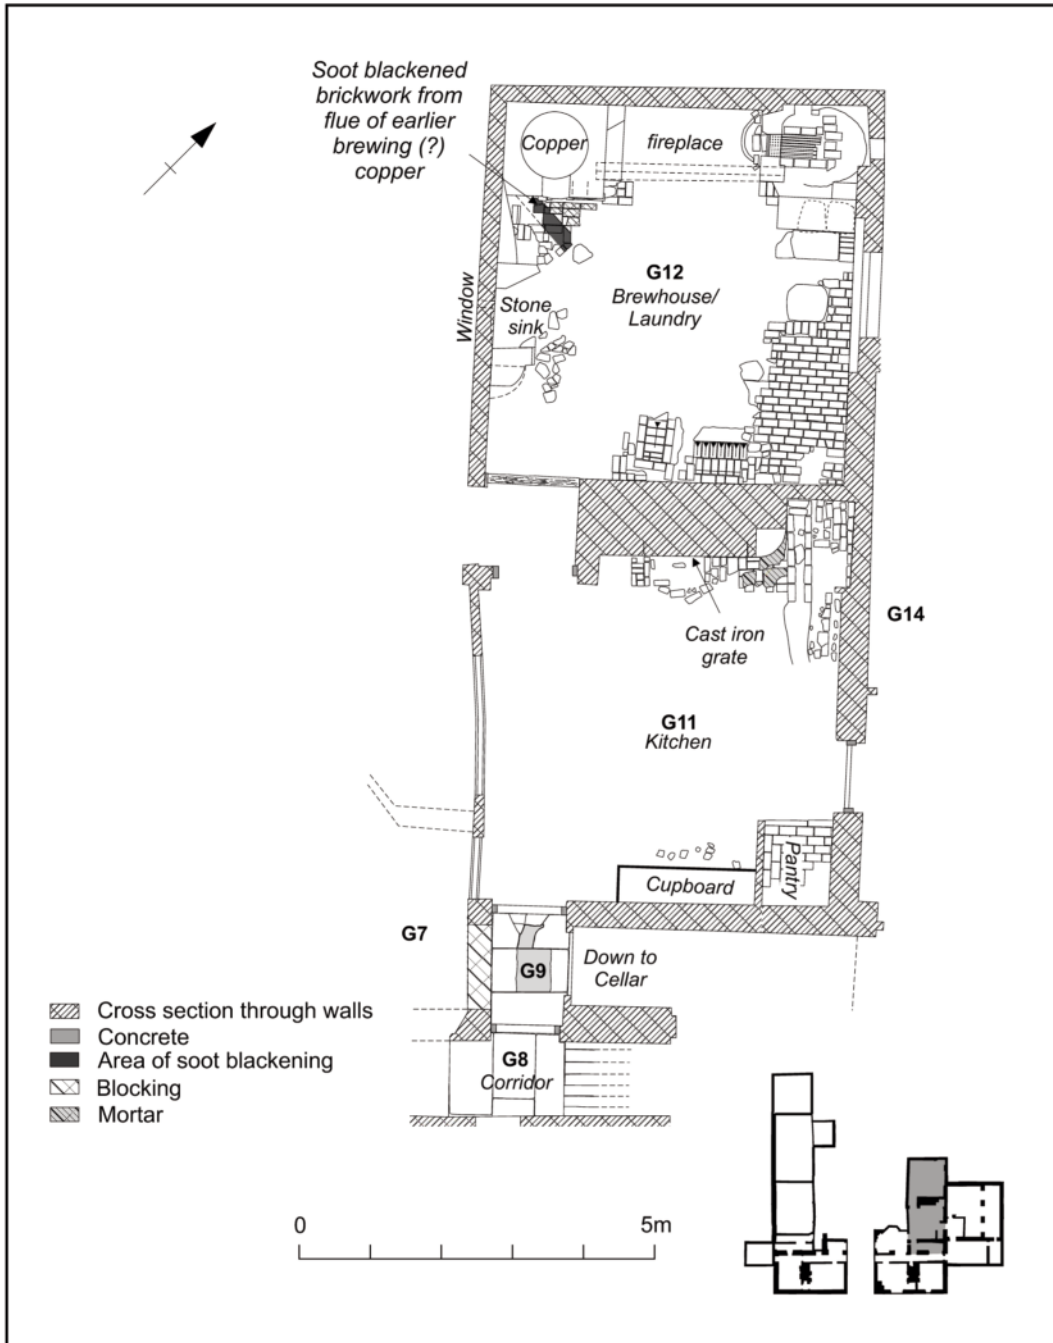 Soot blackened
brickwork from
flue of earlier
brewing (?)
copper
Copper
fireplace
Window
Stone
sink
G12
Brewhouse/
Laundry
Cast iron
grate
G14
G11
Kitchen
Pantry
Cupboard
G7
G9
Down to
Cellar
G8
Corridor
Cross section through walls
Concrete
Area of soot blackening
Blocking
Mortar
0
5m